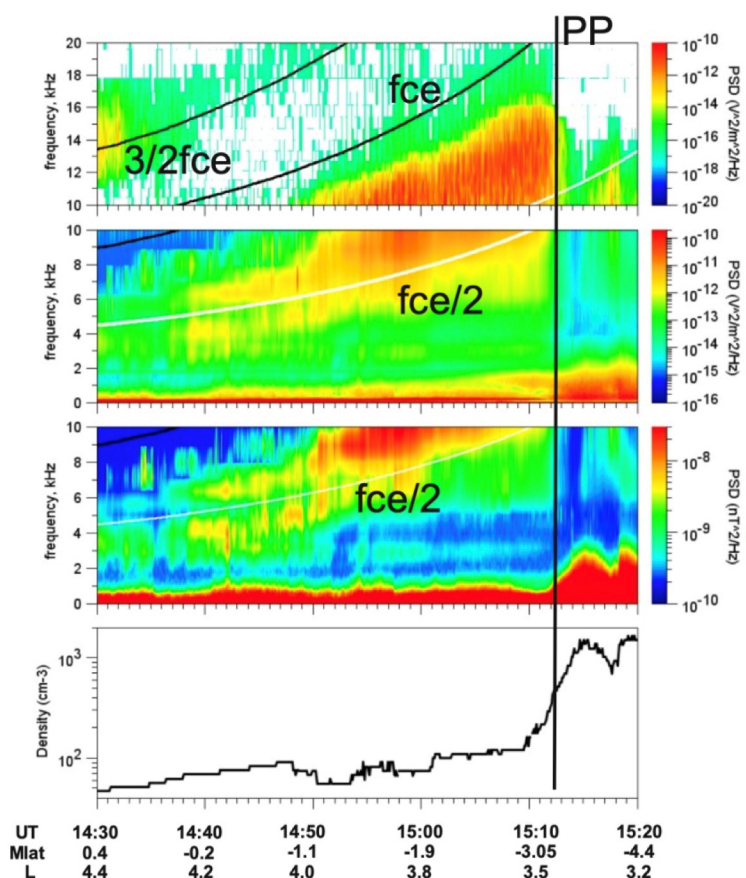 PP
20
18
16
14
12
10
frequency, kHz
fce
3/2fce
10^-10
10^-12
10^-14
10^-16
10^-18
10^-20
PSD (V^2/m^2/Hz)
10
8
6
4
2
0
frequency, kHz
fce/2
10^-10
10^-11
10^-12
10^-13
10^-14
10^-15
10^-16
PSD (V^2/m^2/Hz)
10
8
6
4
2
0
frequency, kHz
fce/2
10^-8
10^-9
10^-10
PSD (nT^2/Hz)
10^3
10^2
Density (cm-3)
UT 14:30 14:40 14:50 15:00 15:10 15:20
Mlat 0.4 -0.2 -1.1 -1.9 -3.05 -4.4
L 4.4 4.2 4.0 3.8 3.5 3.2